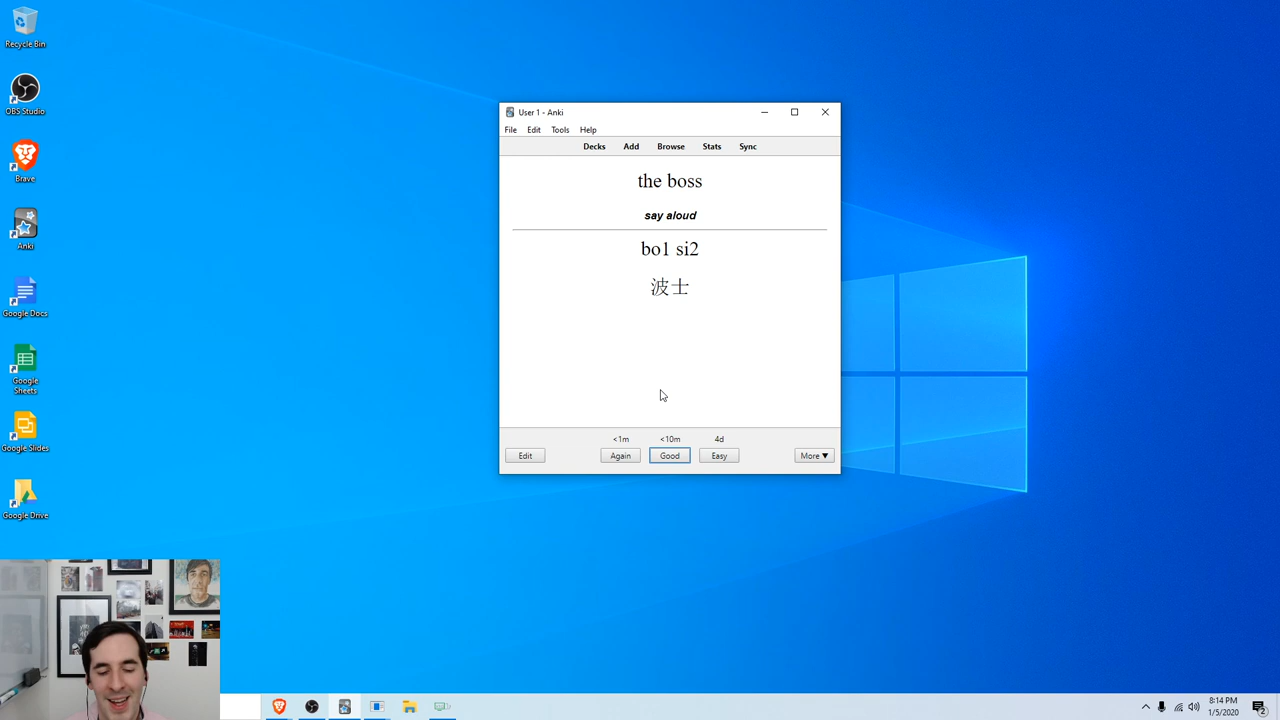 Recycle Bin
OBS Studio
Brave
Anki
Google Docs
Google
Sheets
Google Slides
Google Drive
User 1 - Anki
File Edit Tools Help
Decks Add Browse Stats Sync
the boss
say aloud
bo1 si2
波士
<1m <10m 4d
Edit Again Good Easy More ▼
8:14 PM
1/5/2020
2